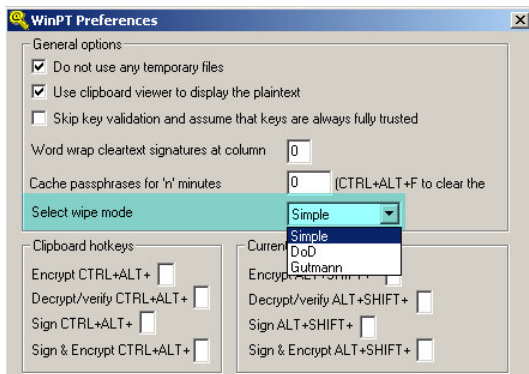 WinPT Preferences
General options
Do not use any temporary files
Use clipboard viewer to display the plaintext
Skip key validation and assume that keys are always fully trusted
Word wrap cleartext signatures at column 0
Cache passphrases for 'n' minutes 0 (CTRL+ALT+F to clear the
Select wipe mode Simple
Simple
DoD
Gutmann
Clipboard hotkeys
Encrypt CTRL+ALT+
Decrypt/verify CTRL+ALT+
Sign CTRL+ALT+
Sign & Encrypt CTRL+ALT+
Current
Encrypt ALT+SHIFT+
Decrypt/verify ALT+SHIFT+
Sign ALT+SHIFT+
Sign & Encrypt ALT+SHIFT+